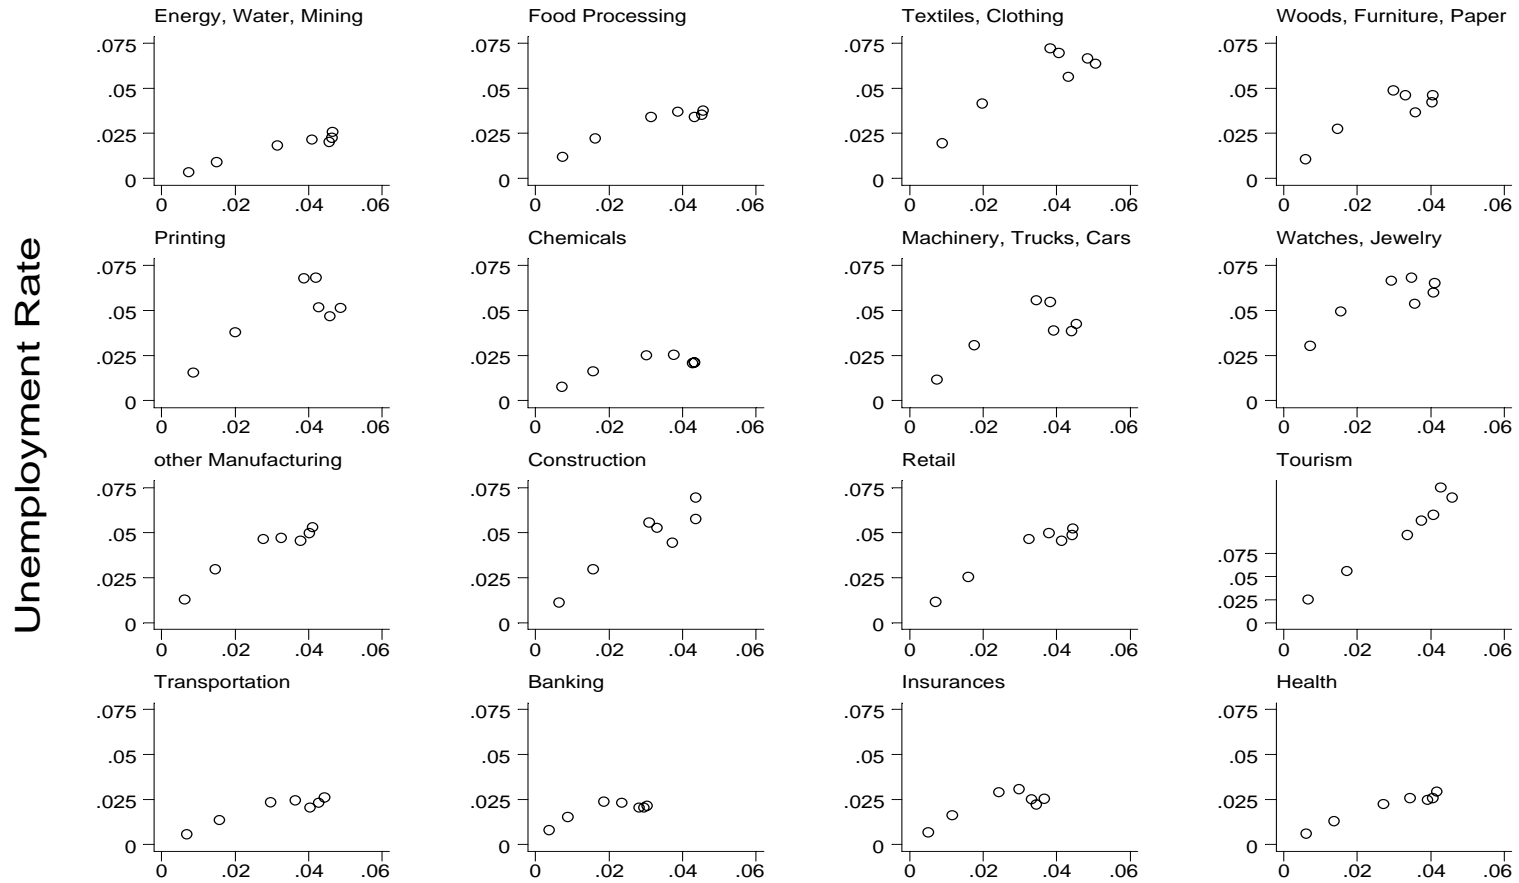 Unemployment Rate
Energy, Water, Mining
.075
.05
.025
0
0 .02 .04 .06
Food Processing
.075
.05
.025
0
0 .02 .04 .06
Textiles, Clothing
.075
.05
.025
0
0 .02 .04 .06
Woods, Furniture, Paper
.075
.05
.025
0
0 .02 .04 .06
Printing
.075
.05
.025
0
0 .02 .04 .06
Chemicals
.075
.05
.025
0
0 .02 .04 .06
Machinery, Trucks, Cars
.075
.05
.025
0
0 .02 .04 .06
Watches, Jewelry
.075
.05
.025
0
0 .02 .04 .06
other Manufacturing
.075
.05
.025
0
0 .02 .04 .06
Construction
.075
.05
.025
0
0 .02 .04 .06
Retail
.075
.05
.025
0
0 .02 .04 .06
Tourism
.075
.05
.025
0
0 .02 .04 .06
Transportation
.075
.05
.025
0
0 .02 .04 .06
Banking
.075
.05
.025
0
0 .02 .04 .06
Insurances
.075
.05
.025
0
0 .02 .04 .06
Health
.075
.05
.025
0
0 .02 .04 .06